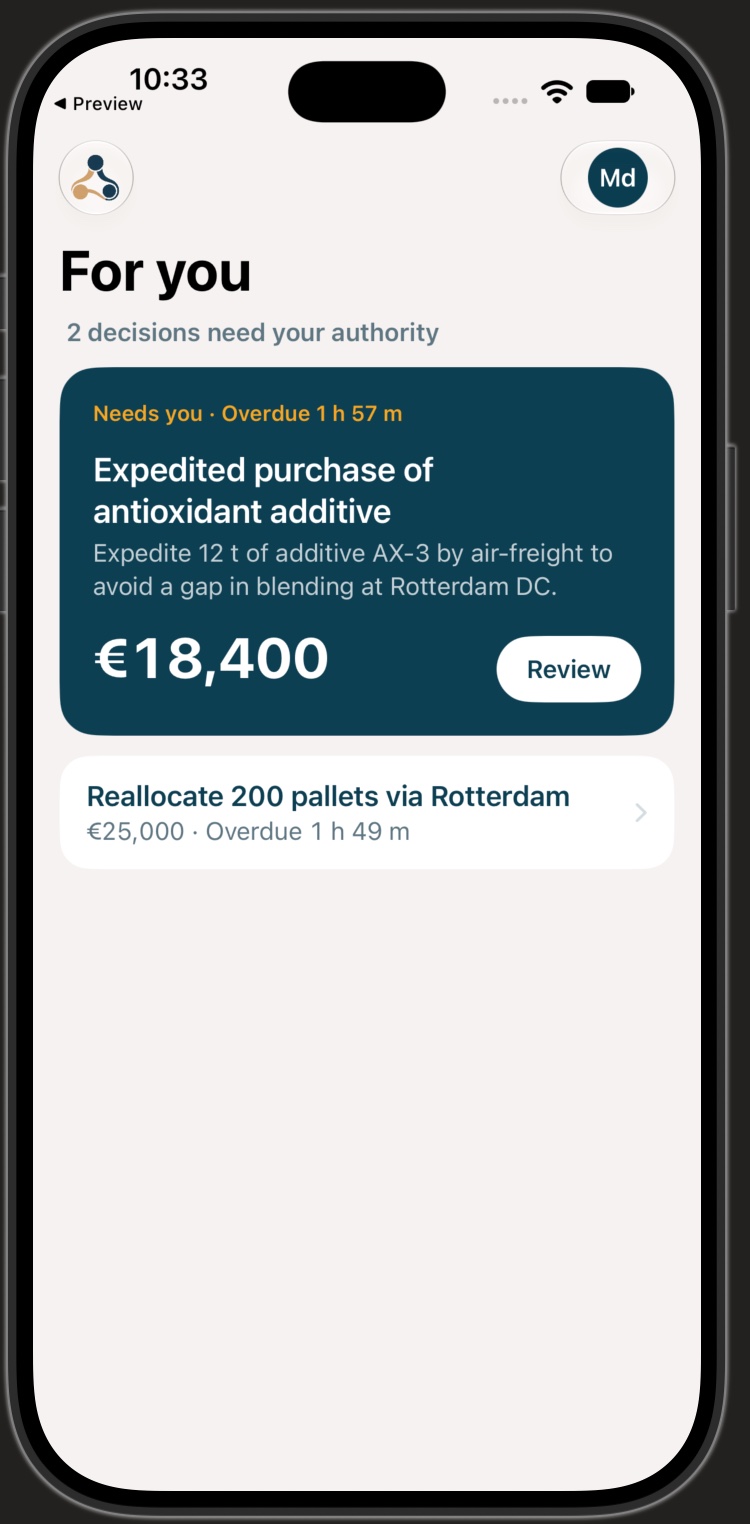 10:33
◀ Preview
Md
For you
2 decisions need your authority
Needs you · Overdue 1 h 57 m
Expedited purchase of
antioxidant additive
Expedite 12 t of additive AX-3 by air-freight to
avoid a gap in blending at Rotterdam DC.
€18,400
Review
Reallocate 200 pallets via Rotterdam
€25,000 · Overdue 1 h 49 m